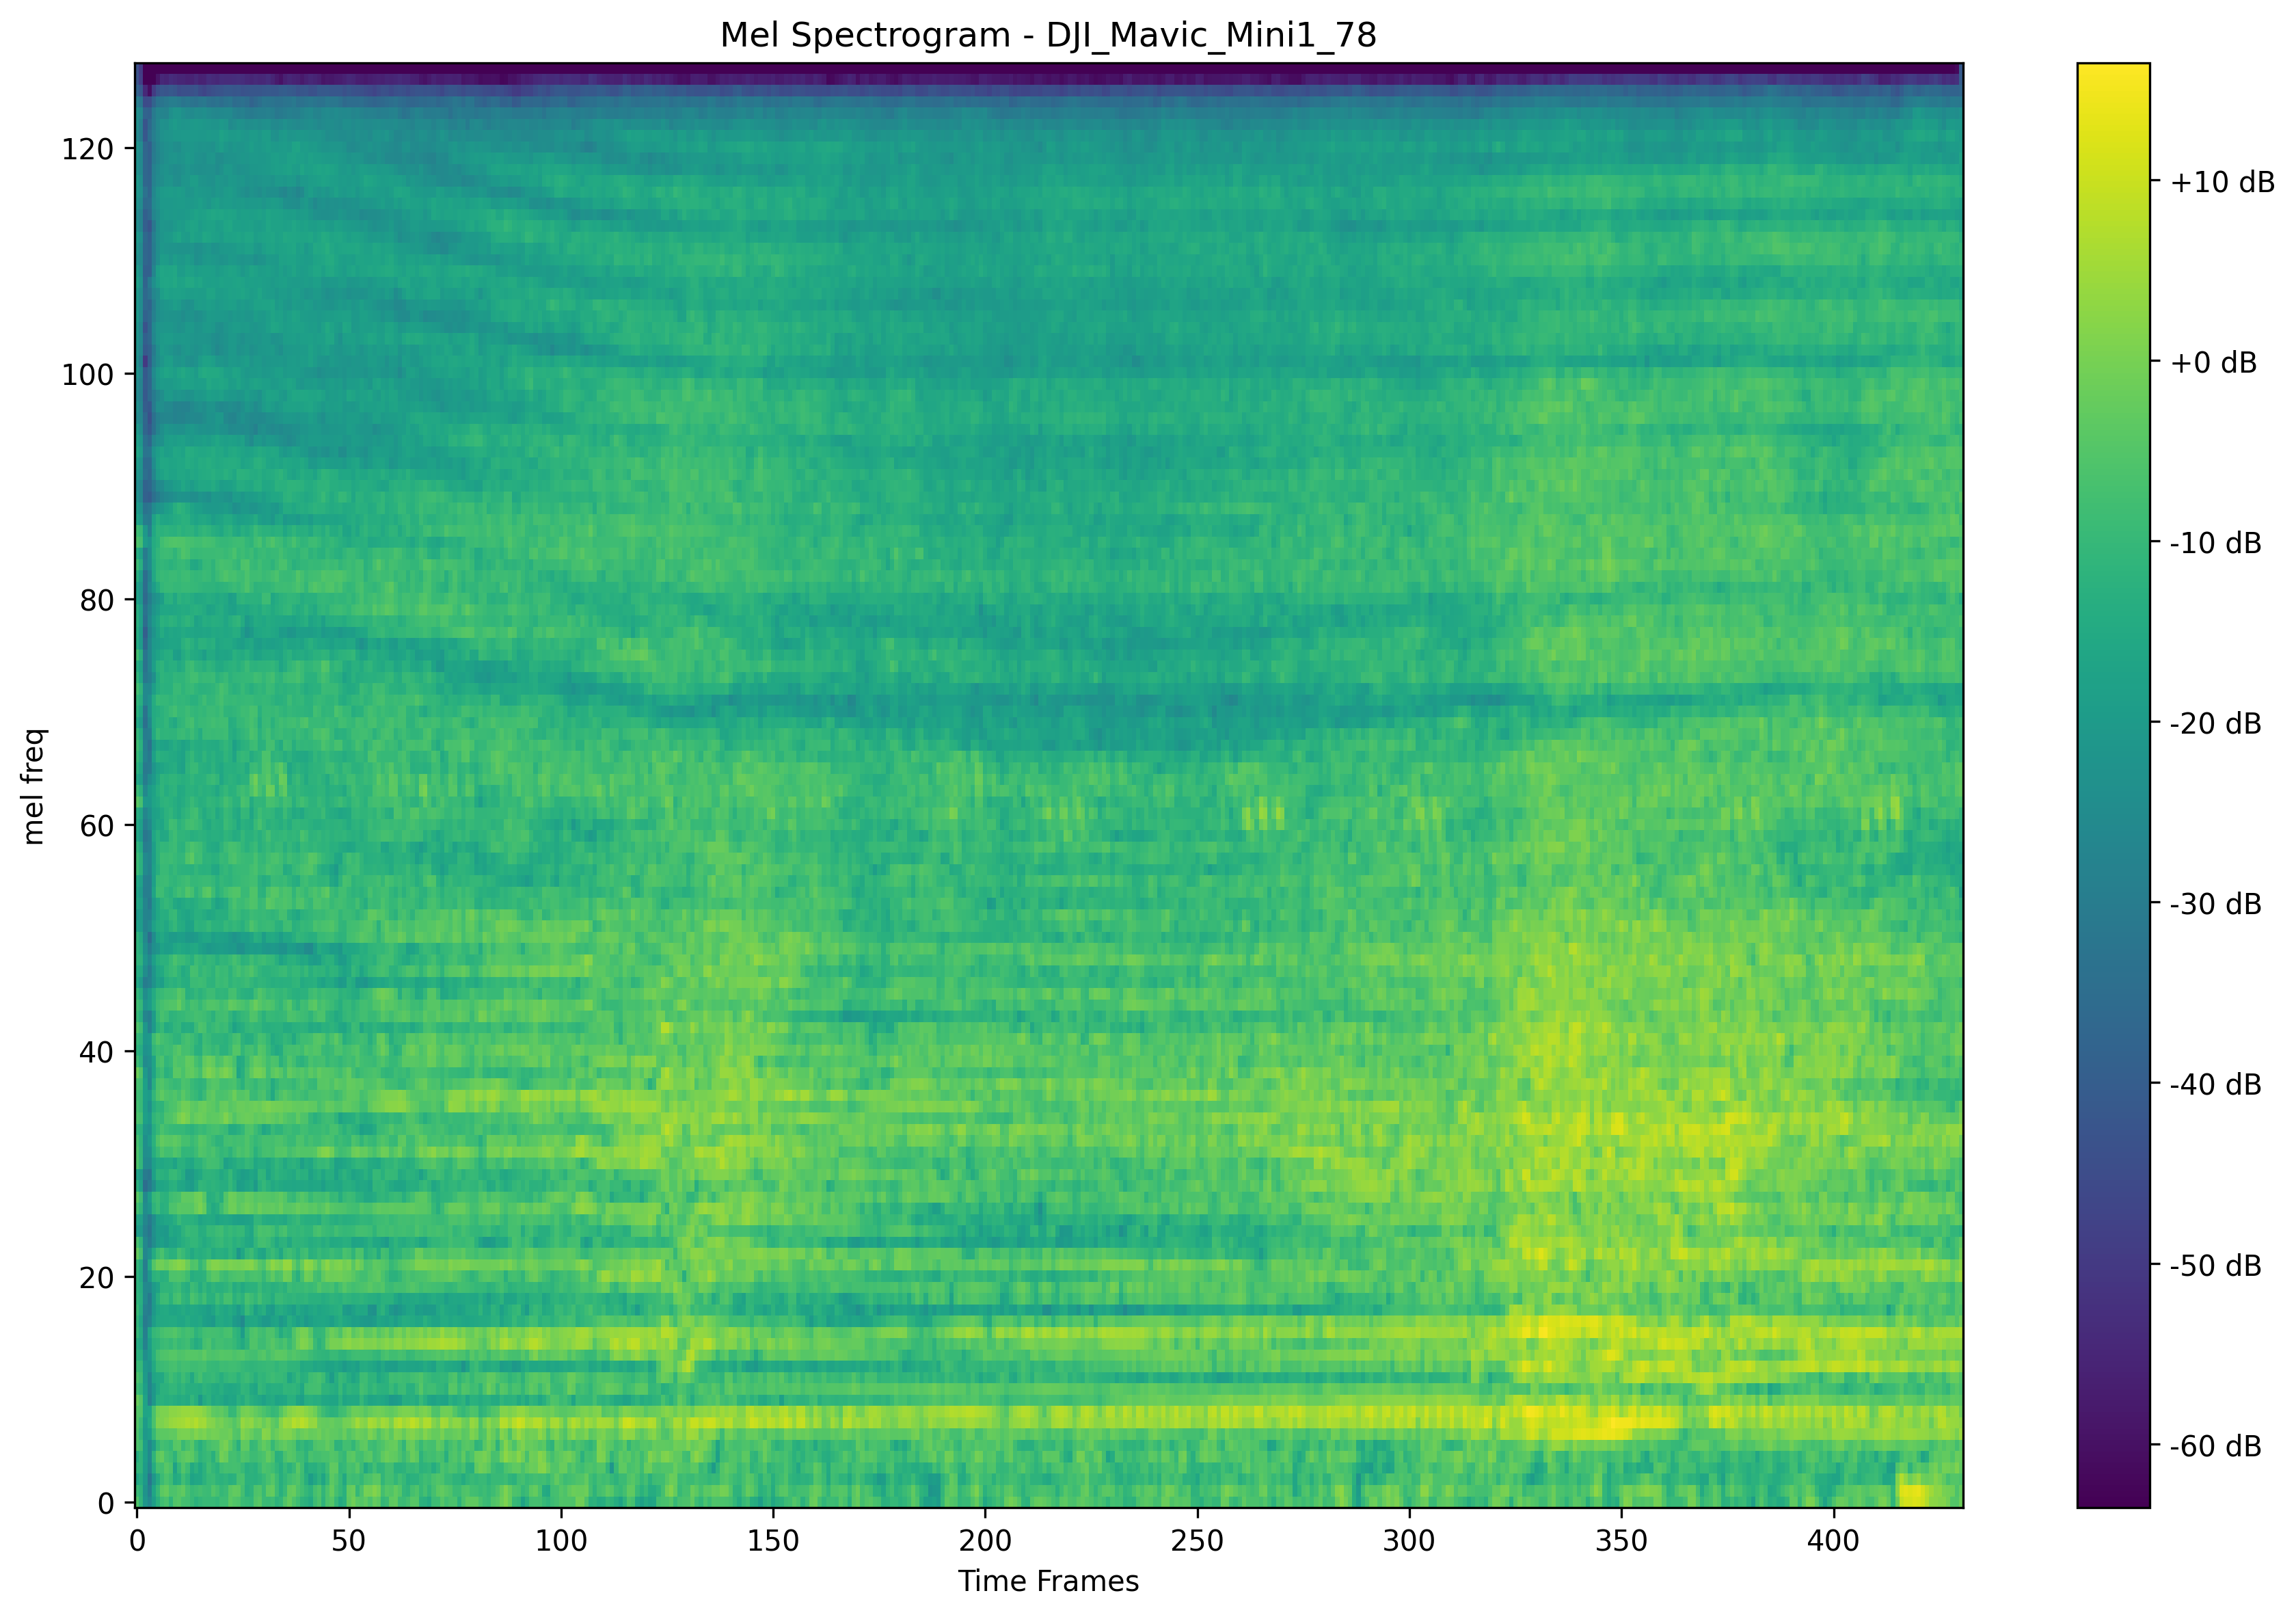 Mel Spectrogram - DJI_Mavic_Mini1_78
mel freq
120
100
80
60
40
20
0
0 50 100 150 200 250 300 350 400
Time Frames
+10 dB
+0 dB
-10 dB
-20 dB
-30 dB
-40 dB
-50 dB
-60 dB